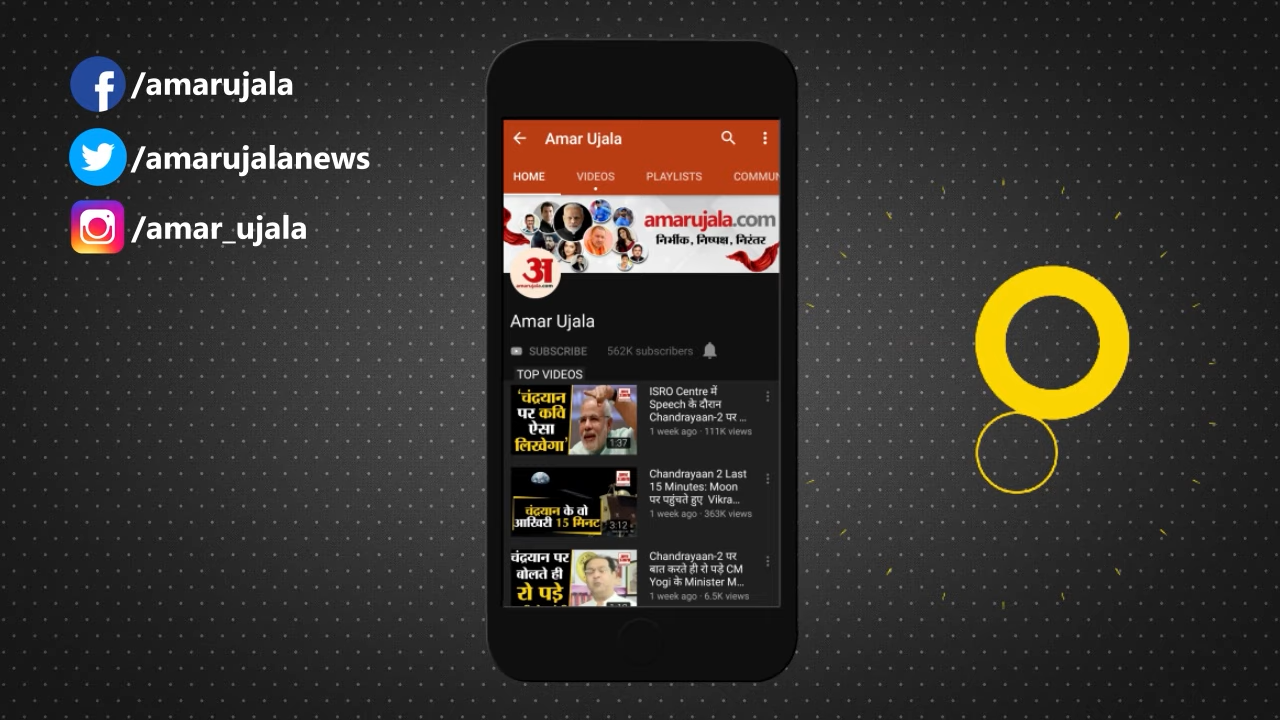 /amarujala
/amarujalanews
/amar_ujala
Amar Ujala
HOME VIDEOS PLAYLISTS COMMUN
amarujala.com
निर्भीक, निष्पक्ष, निरंतर
अ
amarujala.com
Amar Ujala
SUBSCRIBE 562K subscribers
TOP VIDEOS
'चंद्रयान
पर कवि
ऐसा
लिखेगा'
1:37
ISRO Centre में
Speech के दौरान
Chandrayaan-2 पर ...
1 week ago · 111K views
चंद्रयान के वो
आखिरी 15 मिनट
3:12
Chandrayaan 2 Last
15 Minutes: Moon
पर पहुंचते हुए Vikra...
1 week ago · 363K views
चंद्रयान पर
बोलते ही
रो पड़े
Chandrayaan-2 पर
बात करते ही रो पड़े CM
Yogi के Minister M...
1 week ago · 6.5K views